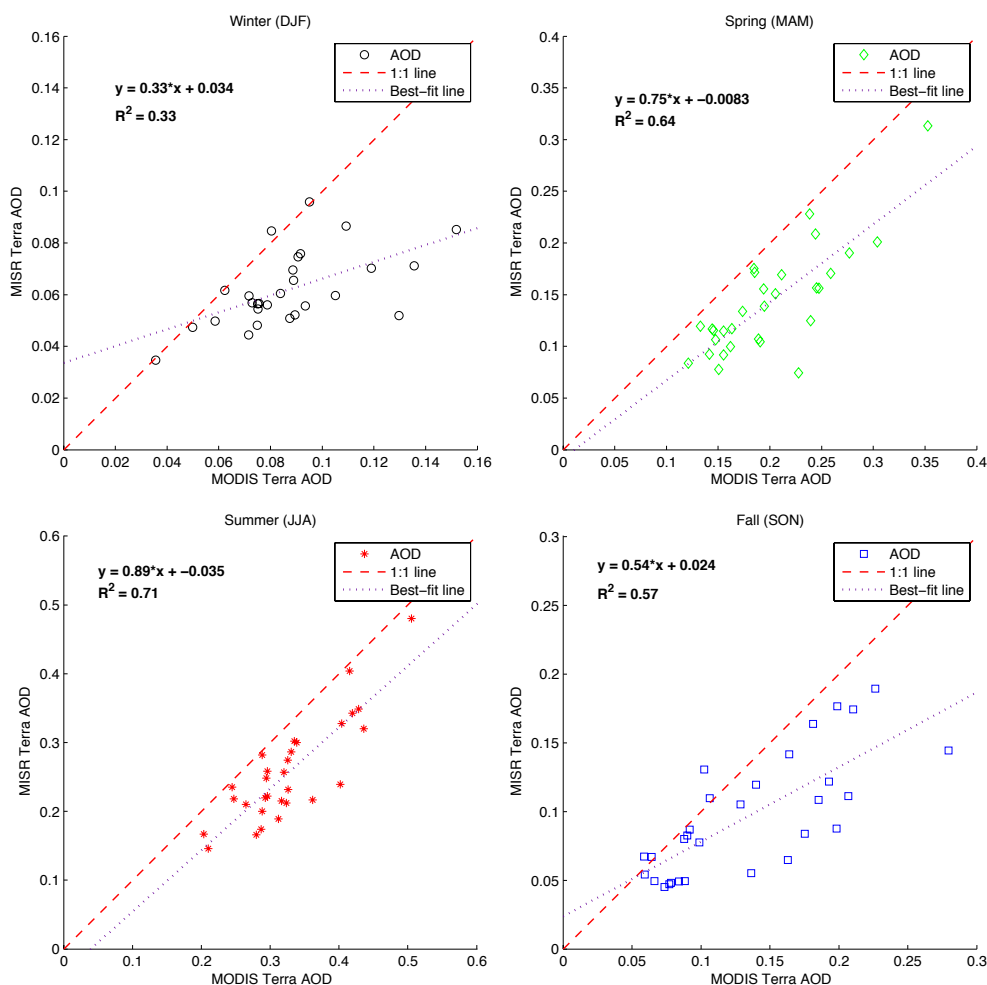 Winter (DJF)
0.16
0.14
0.12
0.1
0.08
0.06
0.04
0.02
0
MISR Terra AOD
AOD
1:1 line
Best-fit line
y = 0.33*x + 0.034
R² = 0.33
0 0.02 0.04 0.06 0.08 0.1 0.12 0.14 0.16
MODIS Terra AOD
Spring (MAM)
0.4
0.35
0.3
0.25
0.2
0.15
0.1
0.05
0
MISR Terra AOD
AOD
1:1 line
Best-fit line
y = 0.75*x + -0.0083
R² = 0.64
0 0.05 0.1 0.15 0.2 0.25 0.3 0.35 0.4
MODIS Terra AOD
Summer (JJA)
0.6
0.5
0.4
0.3
0.2
0.1
0
MISR Terra AOD
AOD
1:1 line
Best-fit line
y = 0.89*x + -0.035
R² = 0.71
0 0.1 0.2 0.3 0.4 0.5 0.6
MODIS Terra AOD
Fall (SON)
0.3
0.25
0.2
0.15
0.1
0.05
0
MISR Terra AOD
AOD
1:1 line
Best-fit line
y = 0.54*x + 0.024
R² = 0.57
0 0.05 0.1 0.15 0.2 0.25 0.3
MODIS Terra AOD